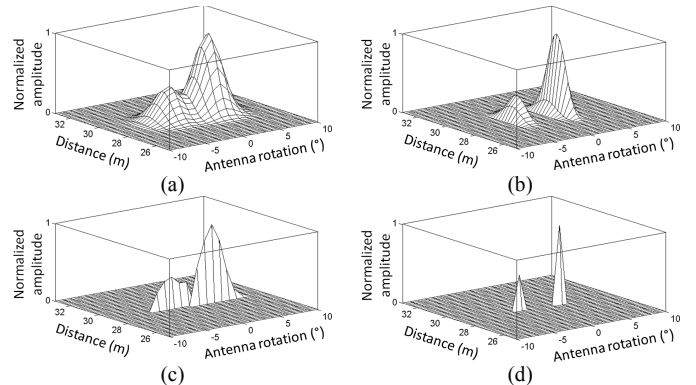 1
Normalized
amplitude
0
32
30
28
26
Distance (m)
-10
-5
0
5
10
Antenna rotation (°)
(a)
1
Normalized
amplitude
0
32
30
28
26
Distance (m)
-10
-5
0
5
10
Antenna rotation (°)
(b)
1
Normalized
amplitude
0
32
30
28
26
Distance (m)
-10
-5
0
5
10
Antenna rotation (°)
(c)
1
Normalized
amplitude
0
32
30
28
26
Distance (m)
-10
-5
0
5
10
Antenna rotation (°)
(d)